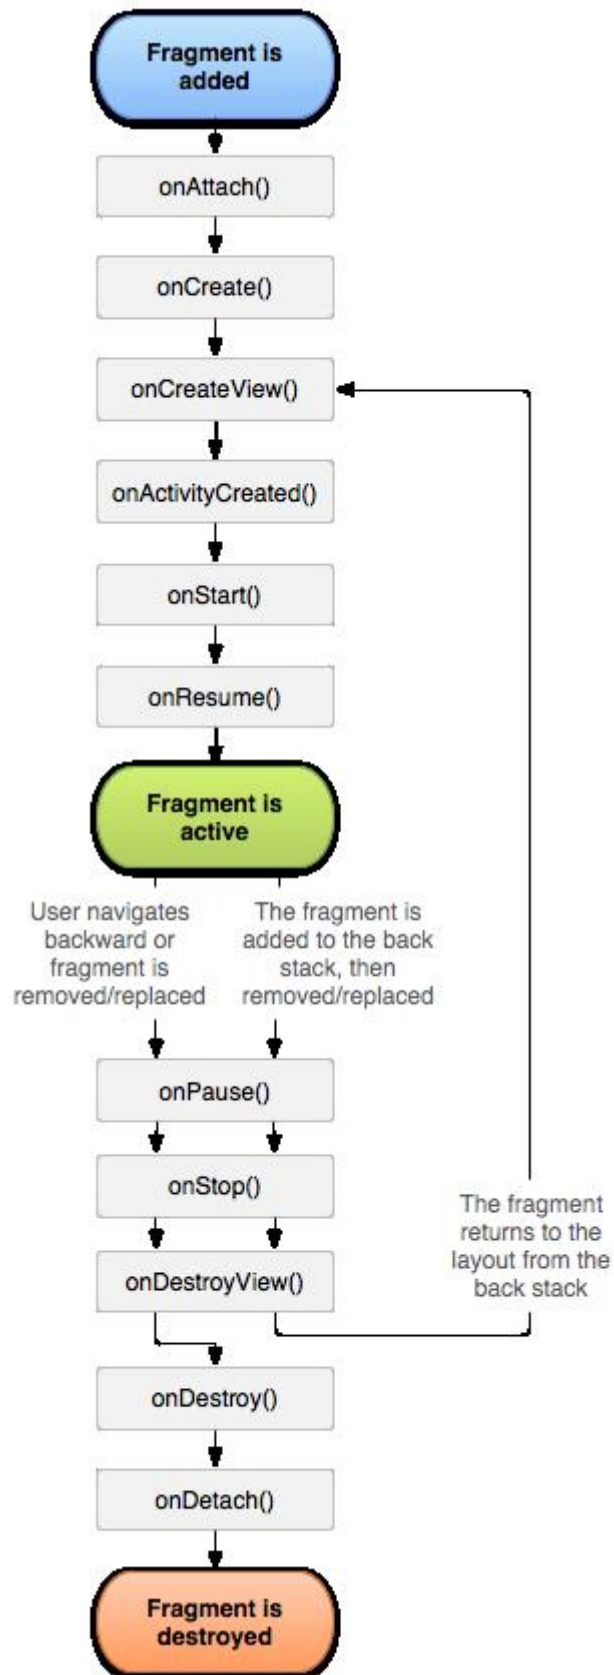 Fragment is
added
onAttach()
onCreate()
onCreateView()
onActivityCreated()
onStart()
onResume()
Fragment is
active
User navigates
backward or
fragment is
removed/replaced
The fragment is
added to the back
stack, then
removed/replaced
onPause()
onStop()
onDestroyView()
The fragment
returns to the
layout from the
back stack
onDestroy()
onDetach()
Fragment is
destroyed